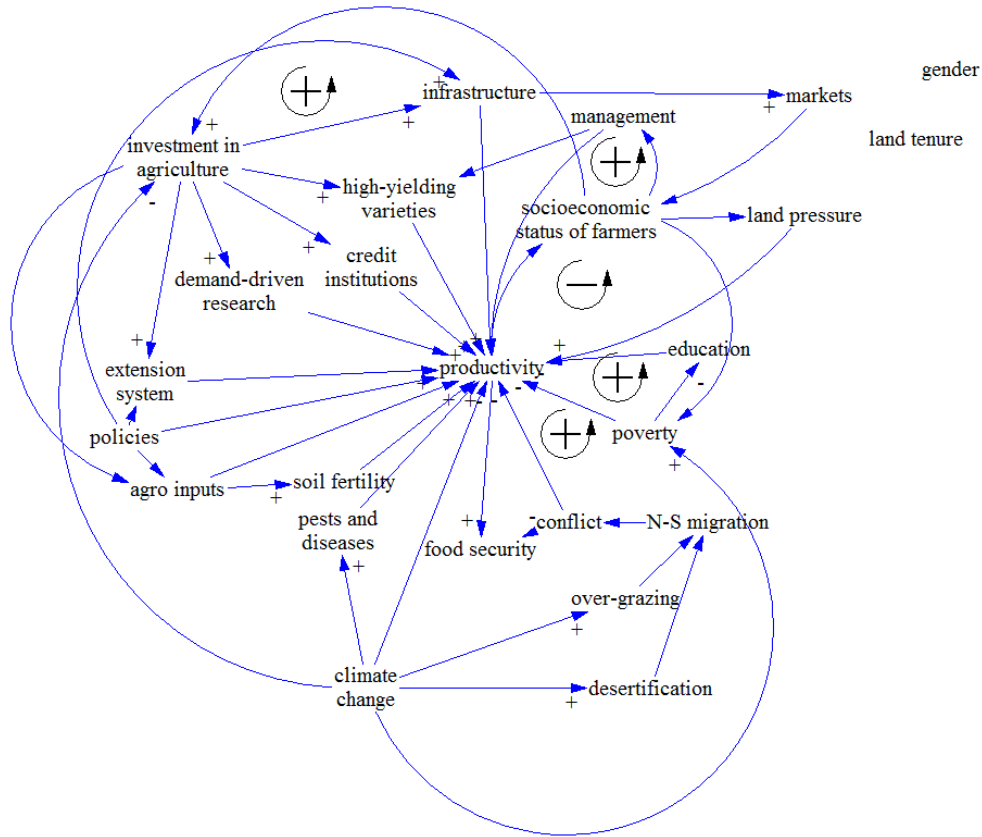 gender
infrastructure
markets
management
land tenure
investment in
agriculture
high-yielding
varieties
socioeconomic
status of farmers
land pressure
credit
institutions
demand-driven
research
education
extension
system
productivity
policies
poverty
agro inputs
soil fertility
pests and
diseases
conflict
N-S migration
food security
over-grazing
climate
change
desertification